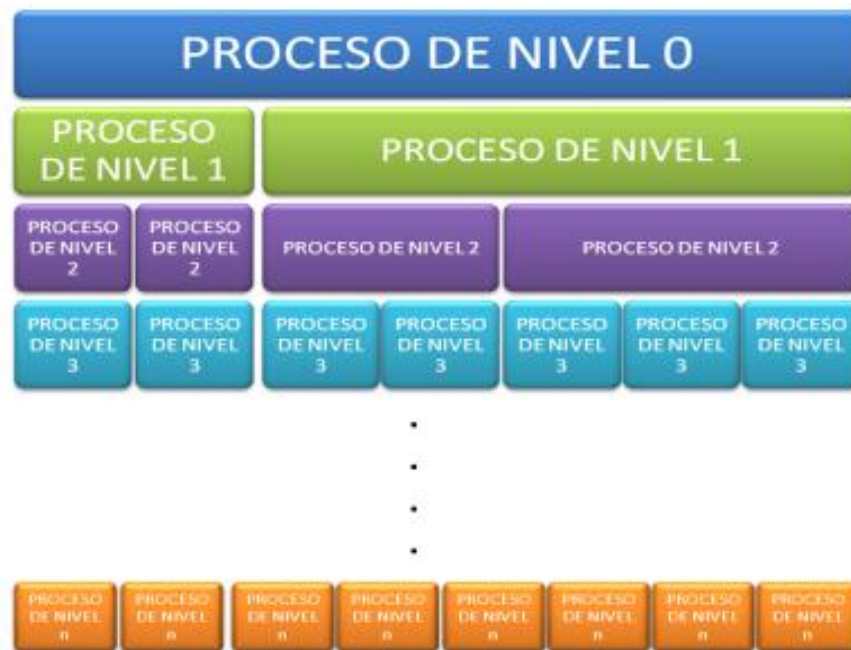 PROCESO DE NIVEL 0
PROCESO
DE NIVEL 1
PROCESO DE NIVEL 1
PROCESO
DE NIVEL
2
PROCESO
DE NIVEL
2
PROCESO DE NIVEL 2
PROCESO DE NIVEL 2
PROCESO
DE NIVEL
3
PROCESO
DE NIVEL
3
PROCESO
DE NIVEL
3
PROCESO
DE NIVEL
3
PROCESO
DE NIVEL
3
PROCESO
DE NIVEL
3
PROCESO
DE NIVEL
3
PROCESO
DE NIVEL
n
PROCESO
DE NIVEL
n
PROCESO
DE NIVEL
n
PROCESO
DE NIVEL
n
PROCESO
DE NIVEL
n
PROCESO
DE NIVEL
n
PROCESO
DE NIVEL
n
PROCESO
DE NIVEL
n